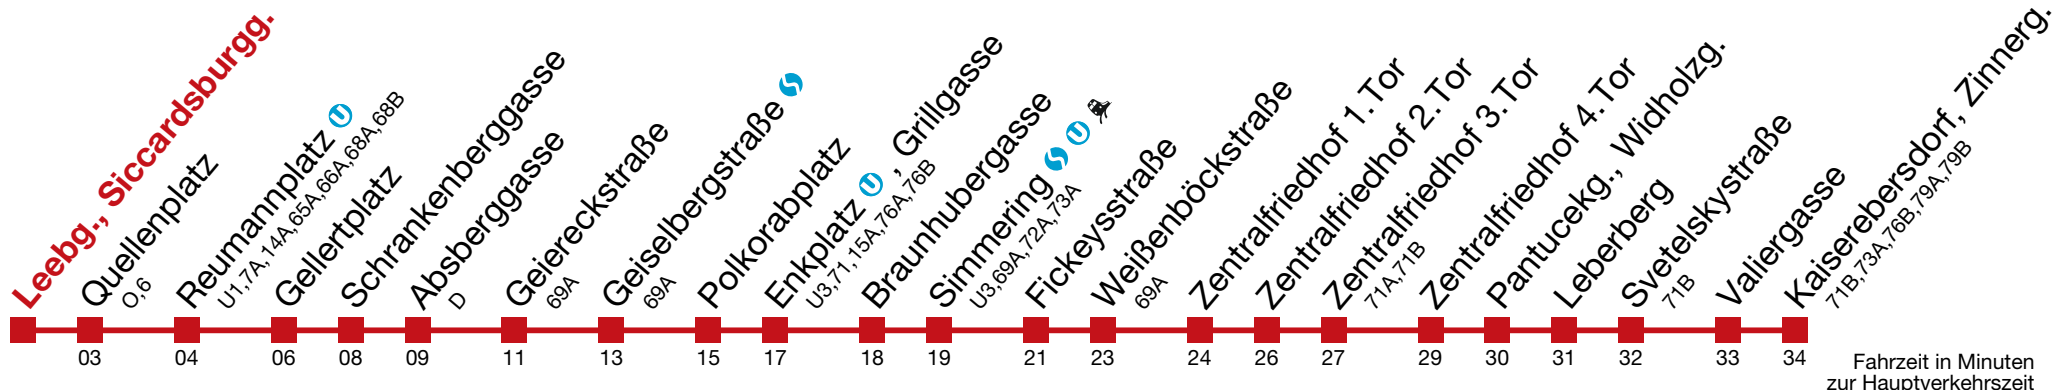 Leebg., Siccardsburgg.
Quellenplatz
O,6
Reumannplatz U
U1,7A,14A,65A,66A,68A,68B
Gellertplatz
Schrankenberggasse
Absberggasse
D
Geiereckstraße
69A
Geiselbergstraße S
69A
Polkorabplatz
Enkplatz U , Grillgasse
U3,71,15A,76A,76B
Braunhubergasse
Simmering S U
U3,69A,72A,73A
Fickeysstraße
Weißenböckstraße
69A
Zentralfriedhof 1.Tor
Zentralfriedhof 2.Tor
Zentralfriedhof 3.Tor
71A,71B
Zentralfriedhof 4.Tor
Pantucekg., Widholzg.
Leberberg
Svetelskystraße
71B
Valiergasse
Kaiserebersdorf, Zinnerg.
71B,73A,76B,79A,79B
03 04 06 08 09 11 13 15 17 18 19 21 23 24 26 27 29 30 31 32 33 34
Fahrzeit in Minuten
zur Hauptverkehrszeit